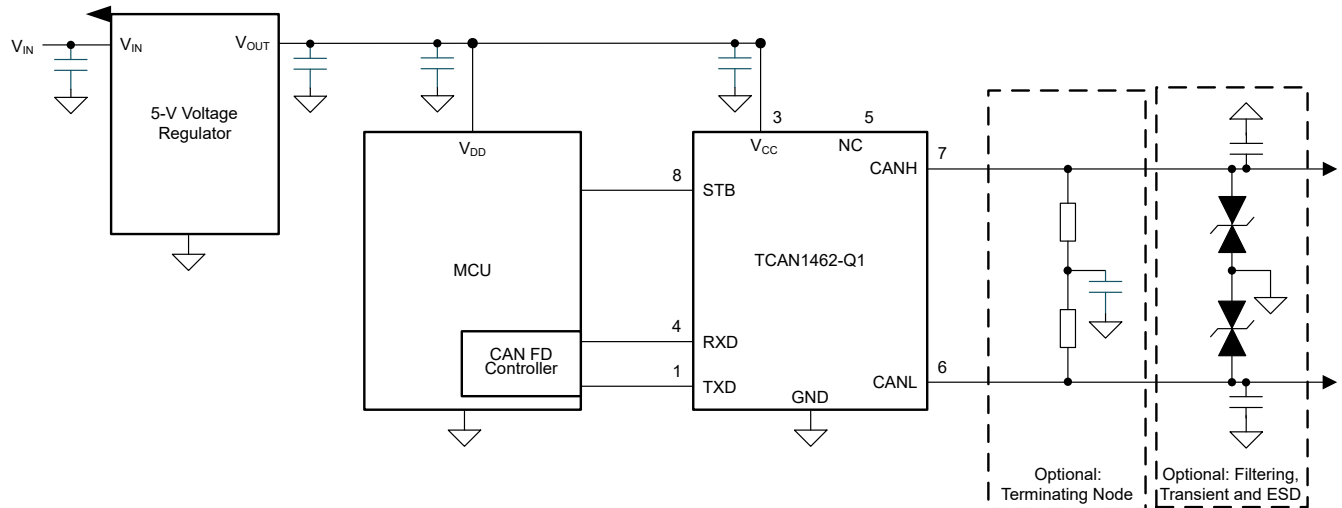 V_IN
V_IN
V_OUT
5-V Voltage
Regulator
3
5
V_DD
V_CC
NC
CANH
7
8
STB
MCU
TCAN1462-Q1
4
RXD
CAN FD
Controller
1
TXD
CANL
6
GND
Optional:
Terminating Node
Optional: Filtering,
Transient and ESD